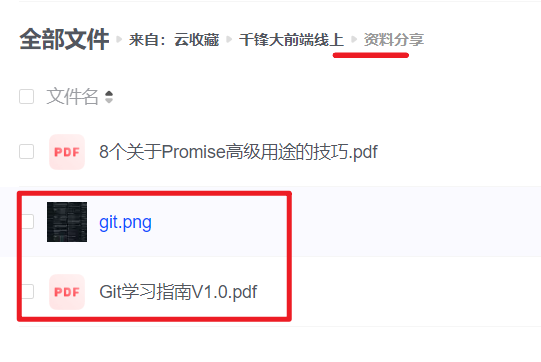 全部文件 来自：云收藏 千锋大前端线上 资料分享
文件名
PDF 8个关于Promise高级用途的技巧.pdf
git.png
PDF Git学习指南V1.0.pdf